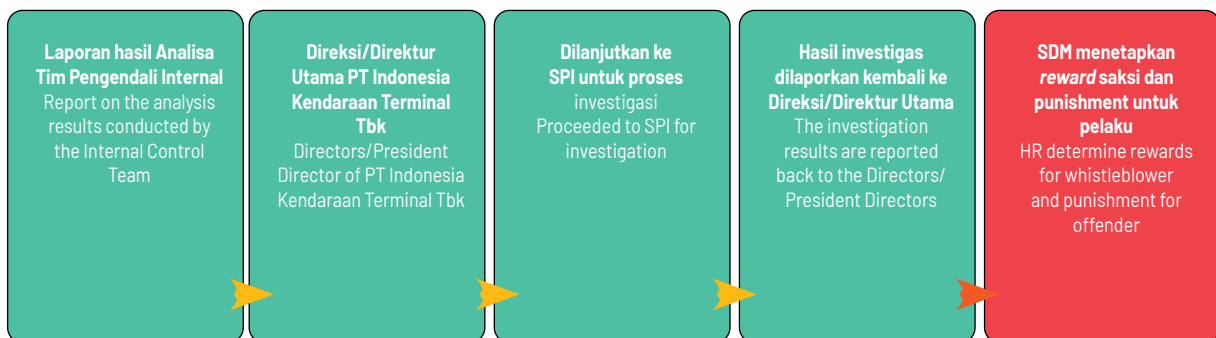 Laporan hasil Analisa
Tim Pengendali Internal
Report on the analysis
results conducted by
the Internal Control
Team
Direksi/Direktur
Utama PT Indonesia
Kendaraan Terminal
Tbk
Directors/President
Director of PT Indonesia
Kendaraan Terminal Tbk
Dilanjutkan ke
SPI untuk proses
investigasi
Proceeded to SPI for
investigation
Hasil investigas
dilaporkan kembali ke
Direksi/Direktur Utama
The investigation
results are reported
back to the Directors/
President Directors
SDM menetapkan
reward saksi dan
punishment untuk
pelaku
HR determine rewards
for whistleblower
and punishment for
offender